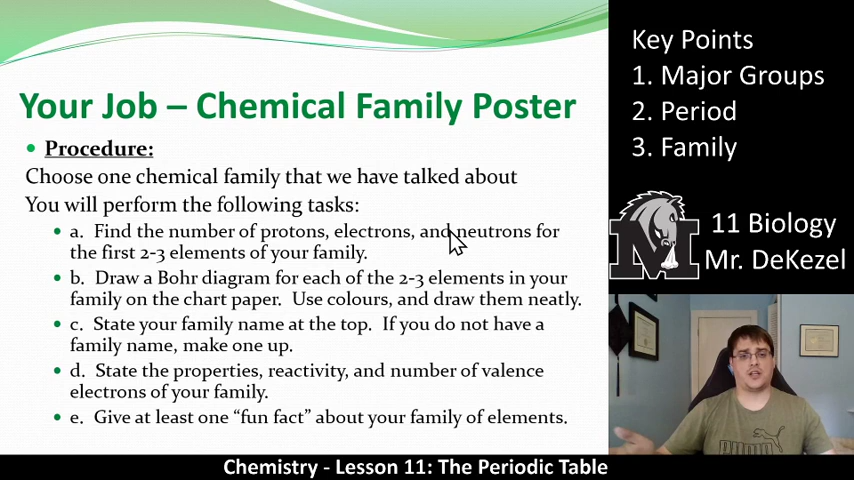 Your Job – Chemical Family Poster
Procedure:
Choose one chemical family that we have talked about
You will perform the following tasks:
a. Find the number of protons, electrons, and neutrons for
the first 2-3 elements of your family.
b. Draw a Bohr diagram for each of the 2-3 elements in your
family on the chart paper. Use colours, and draw them neatly.
c. State your family name at the top. If you do not have a
family name, make one up.
d. State the properties, reactivity, and number of valence
electrons of your family.
e. Give at least one “fun fact” about your family of elements.
Key Points
1. Major Groups
2. Period
3. Family
M
11 Biology
Mr. DeKezel
Chemistry - Lesson 11: The Periodic Table